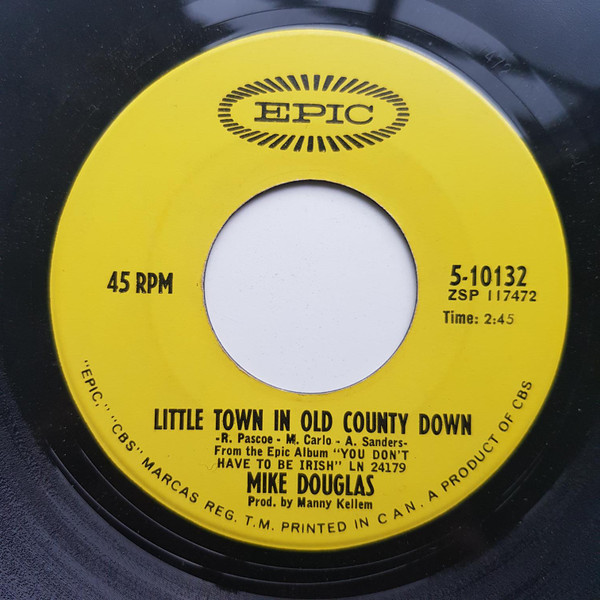 EPIC
45 RPM
5-10132
ZSP 117472
Time: 2:45
LITTLE TOWN IN OLD COUNTY DOWN
-R. Pascoe - M. Carlo - A. Sanders-
From the Epic Album "YOU DON'T
HAVE TO BE IRISH" LN 24179
MIKE DOUGLAS
Prod. by Manny Kellem
"EPIC," "CBS" MARCAS REG. T.M. PRINTED IN CAN. A PRODUCT OF CBS